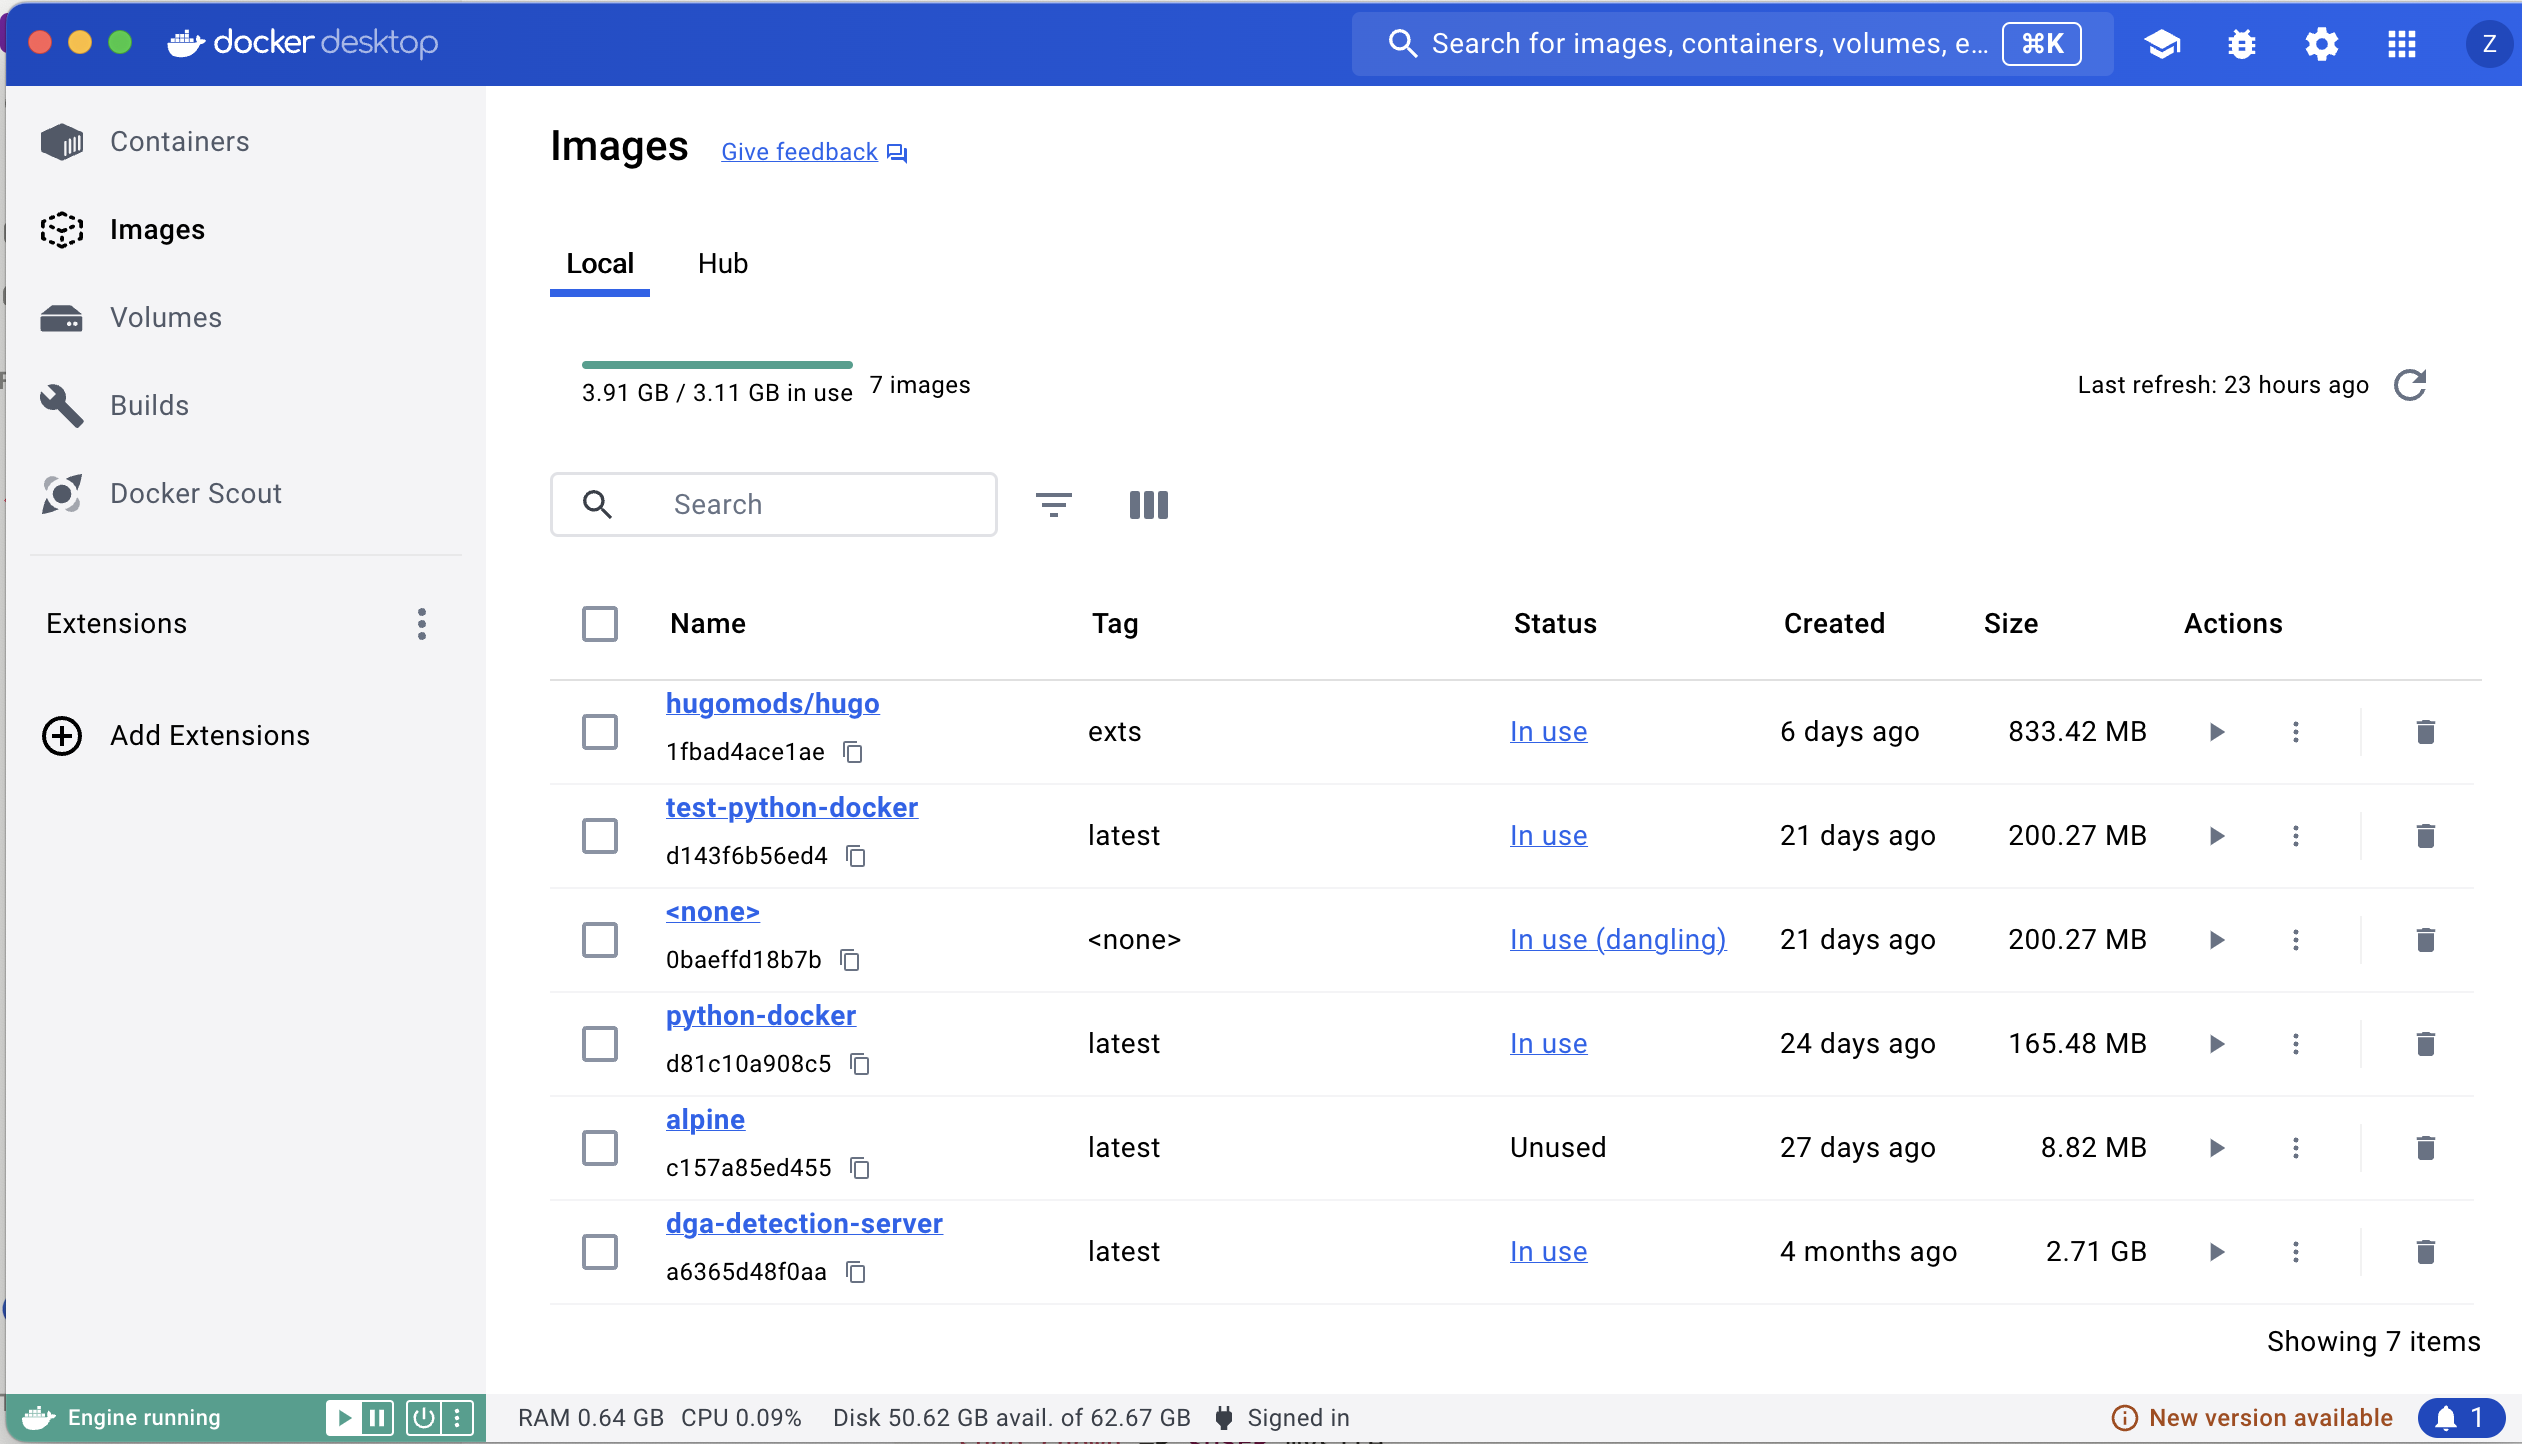 docker desktop
Search for images, containers, volumes, e... ⌘K
Z
Containers
Images
Volumes
Builds
Docker Scout
Extensions
Add Extensions
Images Give feedback
Local Hub
3.91 GB / 3.11 GB in use 7 images
Last refresh: 23 hours ago
Search
Name Tag Status Created Size Actions
hugomods/hugo
1fbad4ace1ae exts In use 6 days ago 833.42 MB
test-python-docker
d143f6b56ed4 latest In use 21 days ago 200.27 MB
<none>
0baeffd18b7b <none> In use (dangling) 21 days ago 200.27 MB
python-docker
d81c10a908c5 latest In use 24 days ago 165.48 MB
alpine
c157a85ed455 latest Unused 27 days ago 8.82 MB
dga-detection-server
a6365d48f0aa latest In use 4 months ago 2.71 GB
Showing 7 items
Engine running
RAM 0.64 GB CPU 0.09% Disk 50.62 GB avail. of 62.67 GB Signed in
New version available 1